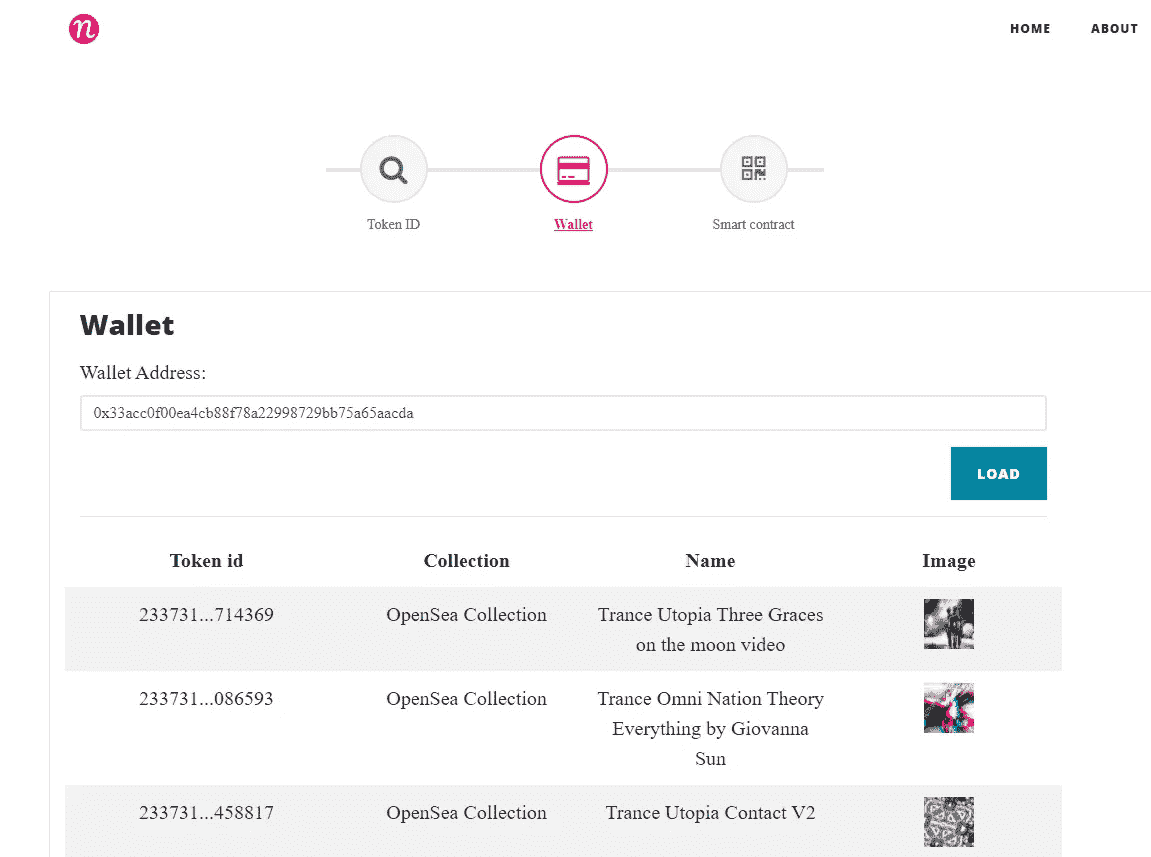 n
HOME ABOUT
Token ID Wallet Smart contract
Wallet
Wallet Address:
0x33acc0f00ea4cb88f78a22998729bb75a65aacda
LOAD
Token id Collection Name Image
233731...714369 OpenSea Collection Trance Utopia Three Graces
on the moon video
233731...086593 OpenSea Collection Trance Omni Nation Theory
Everything by Giovanna
Sun
233731...458817 OpenSea Collection Trance Utopia Contact V2